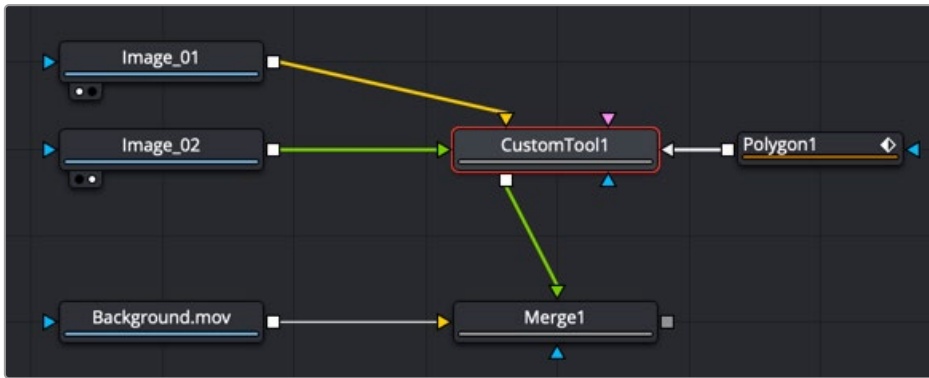 Image_01
Image_02
CustomTool1
Polygon1
Background.mov
Merge1